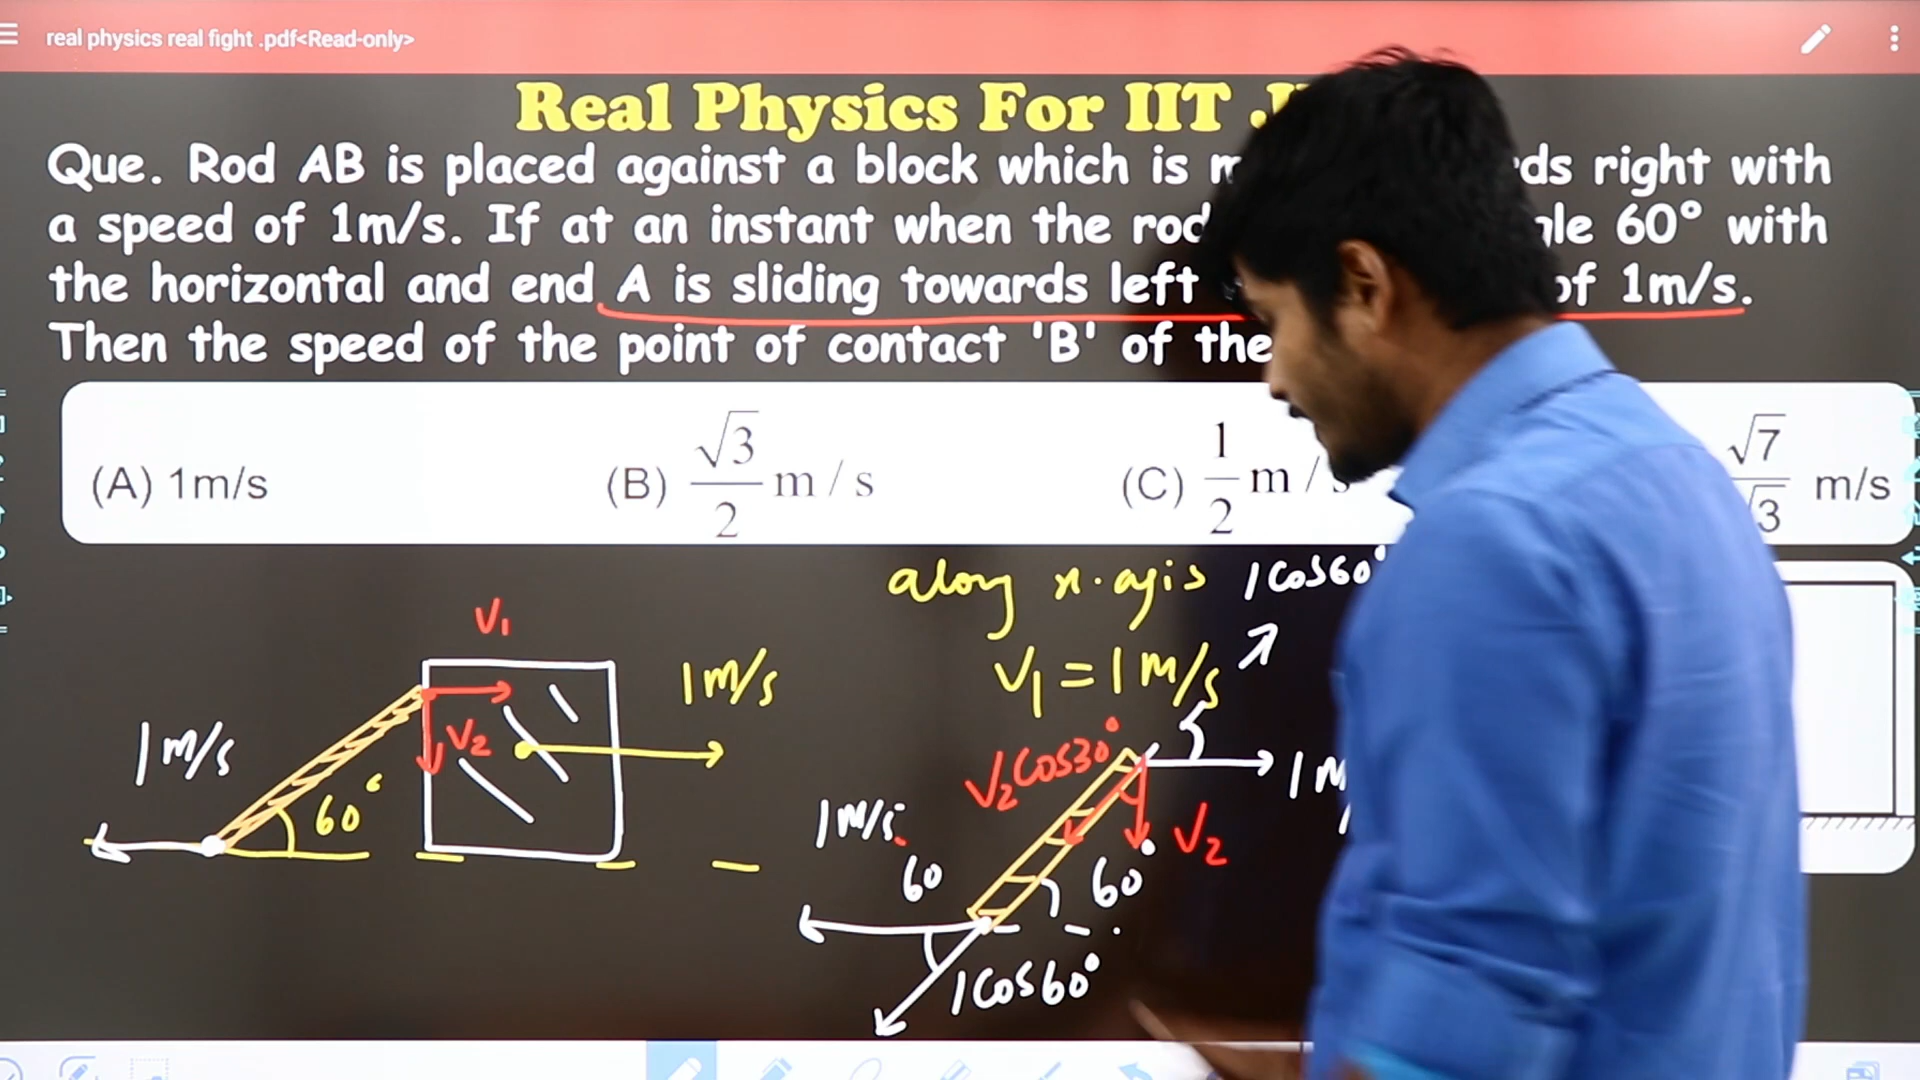 real physics real fight .pdf<Read-only>
Real Physics For IIT
Que. Rod AB is placed against a block which is right with
a speed of 1m/s. If at an instant when the rod 60° with
the horizontal and end A is sliding towards left of 1m/s.
Then the speed of the point of contact 'B' of the
(A) 1m/s (B) √3/2 m/s (C) 1/2 m/s √7/√3 m/s
along x-axis 1cos60°
V₁
V₁ = 1m/s
1m/s
1m/s
V₂
60°
V₂cos30°
1m/s
V₂
60
60°
1cos60°